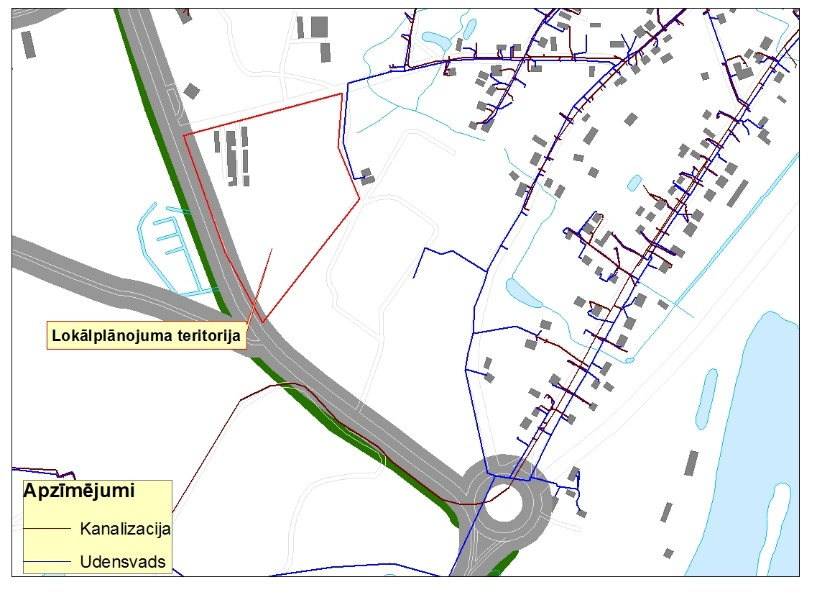 Lokālplānojuma teritorija
Apzīmējumi
Kanalizacija
Udensvads